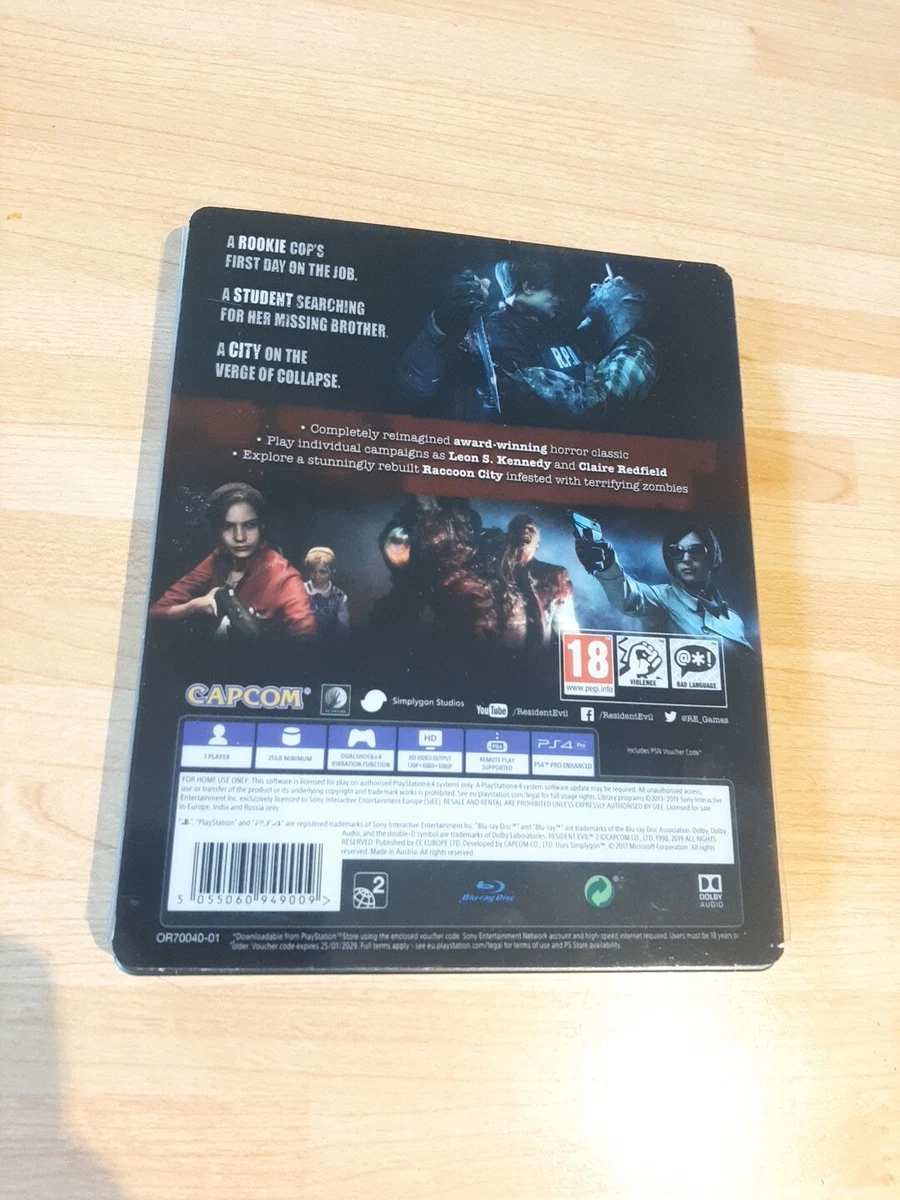 A ROOKIE COP'S
FIRST DAY ON THE JOB.
A STUDENT SEARCHING
FOR HER MISSING BROTHER.
A CITY ON THE
VERGE OF COLLAPSE.
R.P.D.
• Completely reimagined award-winning horror classic
• Play individual campaigns as Leon S. Kennedy and Claire Redfield
• Explore a stunningly rebuilt Raccoon City infested with terrifying zombies
18
www.pegi.info
VIOLENCE
@*!
BAD LANGUAGE
CAPCOM®
Simplygon Studios
YouTube /ResidentEvil
/ResidentEvil
@RE_Games
1 PLAYER
25GB MINIMUM
DUALSHOCK®4
VIBRATION FUNCTION
HD
HD VIDEO OUTPUT
720P•1080i•1080P
PS4
REMOTE PLAY
SUPPORTED
PS4 Pro
PS4™ PRO ENHANCED
Includes PSN Voucher Code*
FOR HOME USE ONLY: This software is licensed for play on authorised PlayStation®4 systems only. A PlayStation®4 system software update may be required. All unauthorised access,
use or transfer of the product or its underlying copyright and trademark works is prohibited. See eu.playstation.com/legal for full usage rights. Library programs ©2013-2019 Sony Interactive
Entertainment Inc. exclusively licensed to Sony Interactive Entertainment Europe (SIEE). RESALE AND RENTAL ARE PROHIBITED UNLESS EXPRESSLY AUTHORISED BY SIEE. Licensed for sale
in Europe, India and Russia only
"PlayStation" and "PS4" are registered trademarks of Sony Interactive Entertainment Inc. "Blu-ray Disc™" and "Blu-ray™" are trademarks of the Blu-ray Disc Association. Dolby, Dolby
Audio, and the double-D symbol are trademarks of Dolby Laboratories. RESIDENT EVIL™ 2 ©CAPCOM CO., LTD. 1998, 2019 ALL RIGHTS
RESERVED. Published by CE EUROPE LTD. Developed by CAPCOM CO., LTD. Uses Simplygon™, © 2017 Microsoft Corporation. All rights
reserved. Made in Austria. All rights reserved.
5 055060 949009 >
2
Blu-ray Disc
DOLBY
AUDIO
OR70040-01
*Downloadable from PlayStation™Store using the enclosed voucher code. Sony Entertainment Network account and high-speed internet required. Users must be 18 years or
older. Voucher code expires 25/01/2029. Full terms apply - see eu.playstation.com/legal for terms of use and PS Store availability.